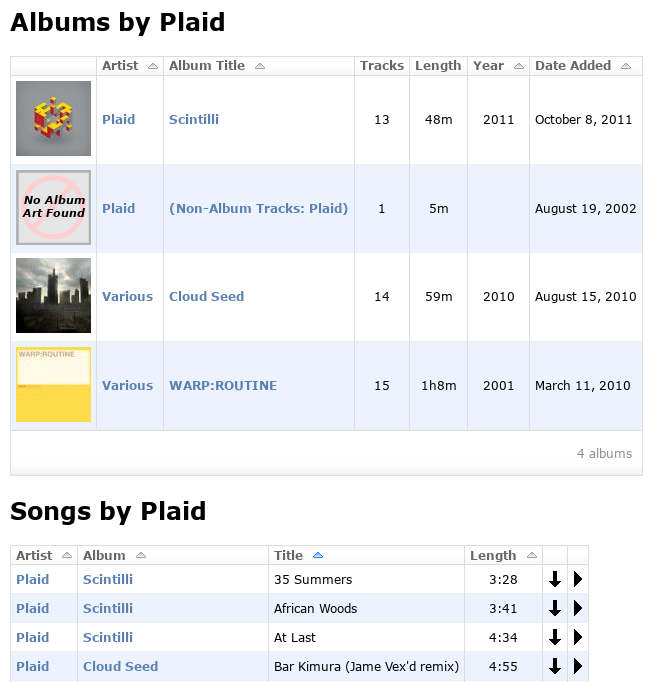 Albums by Plaid
Artist Album Title Tracks Length Year Date Added
Plaid Scintilli 13 48m 2011 October 8, 2011
No Album
Art Found
Plaid (Non-Album Tracks: Plaid) 1 5m August 19, 2002
Various Cloud Seed 14 59m 2010 August 15, 2010
WARP:ROUTINE
Various WARP:ROUTINE 15 1h8m 2001 March 11, 2010
4 albums
Songs by Plaid
Artist Album Title Length
Plaid Scintilli 35 Summers 3:28
Plaid Scintilli African Woods 3:41
Plaid Scintilli At Last 4:34
Plaid Cloud Seed Bar Kimura (Jame Vex'd remix) 4:55